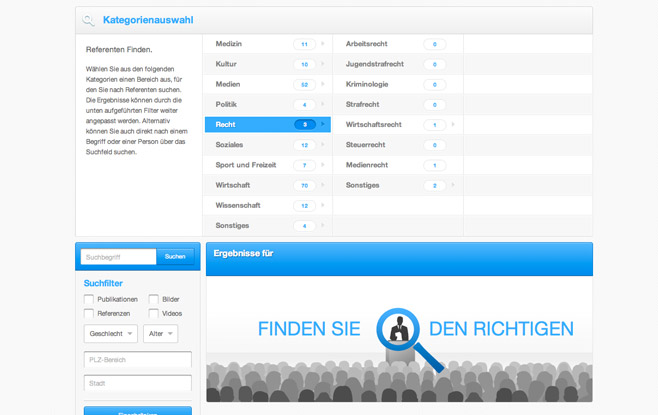 Kategorienauswahl
Referenten Finden.
Wählen Sie aus den folgenden
Kategorien einen Bereich aus, für
den Sie nach Referenten suchen.
Die Ergebnisse können durch die
unten aufgeführten Filter weiter
angepasst werden. Alternativ
können Sie auch direkt nach einem
Begriff oder einer Person über das
Suchfeld suchen.
Medizin 11
Kultur 10
Medien 52
Politik 4
Recht 3
Soziales 12
Sport und Freizeit 7
Wirtschaft 70
Wissenschaft 12
Sonstiges 4
Arbeitsrecht 0
Jugendstrafrecht 0
Kriminologie 0
Strafrecht 0
Wirtschaftsrecht 1
Steuerrecht 0
Medienrecht 1
Sonstiges 2
Suchbegriff Suchen
Suchfilter
Publikationen Bilder
Referenzen Videos
Geschlecht Alter
PLZ-Bereich
Stadt
Ergebnisse für
FINDEN SIE DEN RICHTIGEN